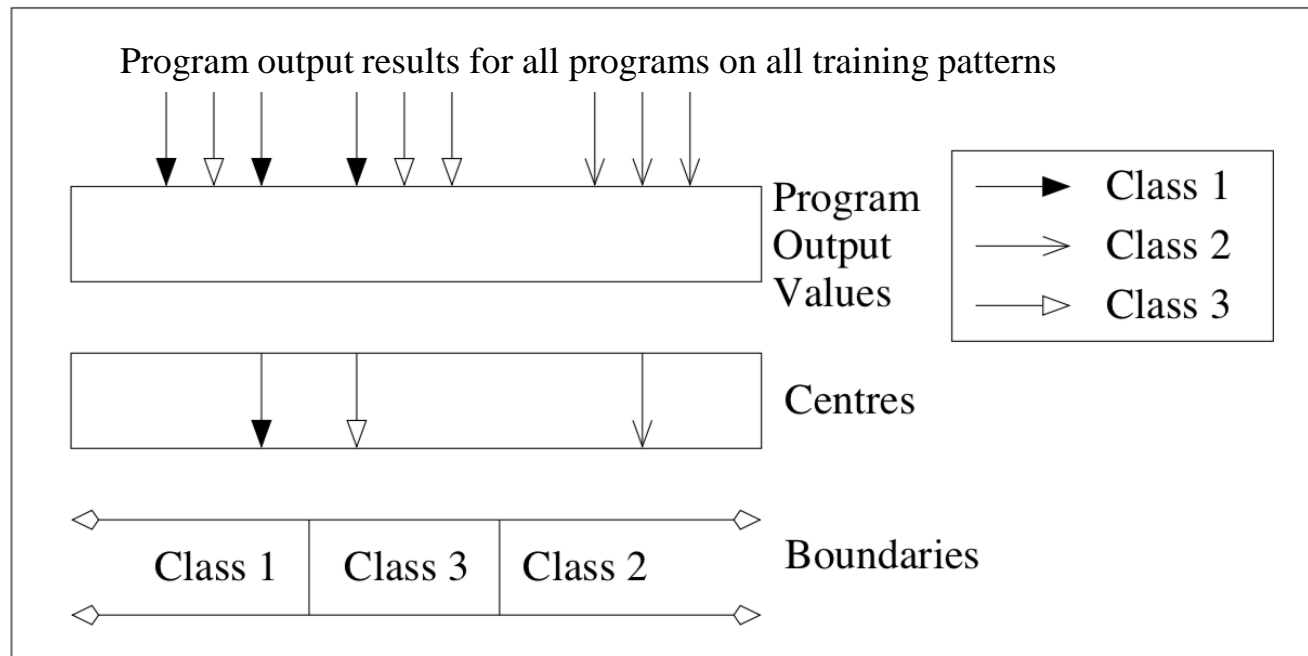 Program output results for all programs on all training patterns
Program
Output
Values
Class 1
Class 2
Class 3
Centres
Class 1 Class 3 Class 2
Boundaries